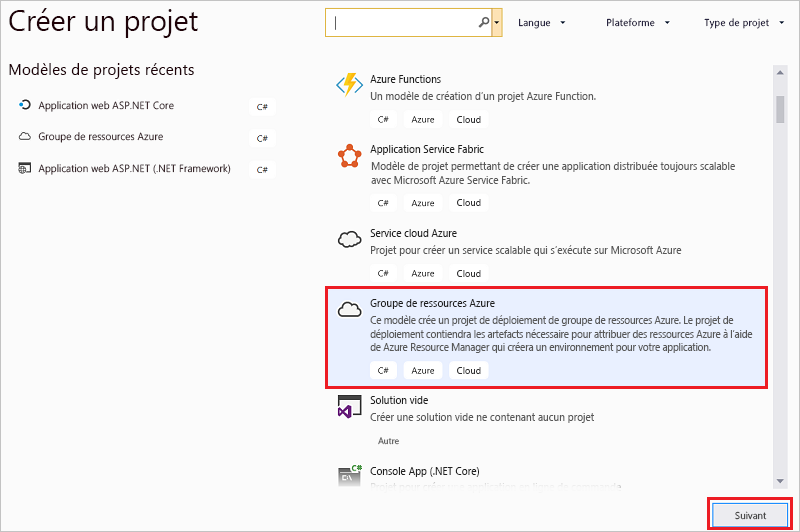 Créer un projet
Langue
Plateforme
Type de projet
Modèles de projets récents
Application web ASP.NET Core
C#
Groupe de ressources Azure
C#
Application web ASP.NET (.NET Framework)
C#
Azure Functions
Un modèle de création d'un projet Azure Function.
C# Azure Cloud
Application Service Fabric
Modèle de projet permettant de créer une application distribuée toujours scalable
avec Microsoft Azure Service Fabric.
C# Azure Cloud
Service cloud Azure
Projet pour créer un service scalable qui s'exécute sur Microsoft Azure
C# Azure Cloud
Groupe de ressources Azure
Ce modèle crée un projet de déploiement de groupe de ressources Azure. Le projet de
déploiement contiendra les artefacts nécessaire pour attribuer des ressources Azure à l'aide
de Azure Resource Manager qui créera un environnement pour votre application.
C# Azure Cloud
Solution vide
Créer une solution vide ne contenant aucun projet
Autre
Console App (.NET Core)
Suivant